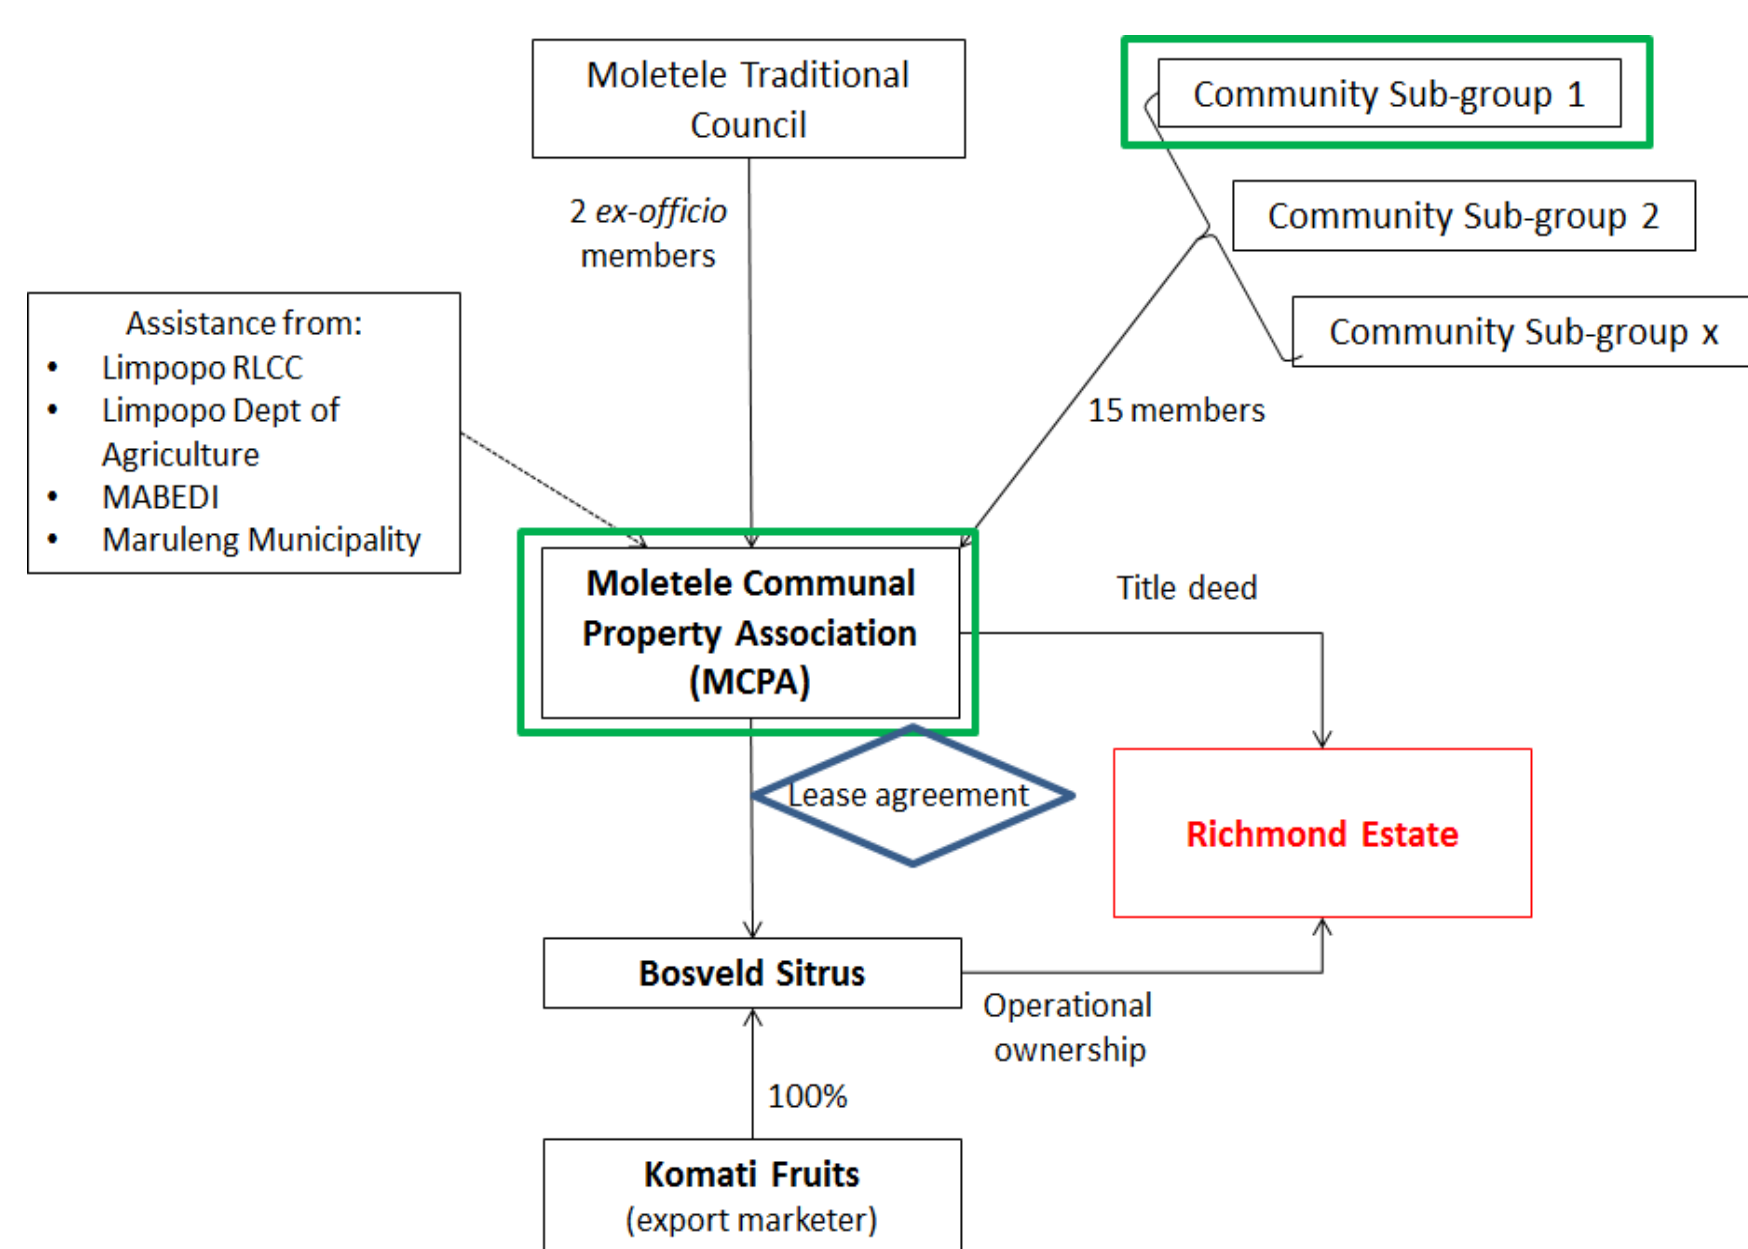 Moletele Traditional
Council
Community Sub-group 1
Community Sub-group 2
Community Sub-group x
2 ex-officio
members
15 members
Assistance from:
• Limpopo RLCC
• Limpopo Dept of
Agriculture
• MABEDI
• Maruleng Municipality
Moletele Communal
Property Association
(MCPA)
Title deed
Lease agreement
Richmond Estate
Bosveld Sitrus
Operational
ownership
100%
Komati Fruits
(export marketer)